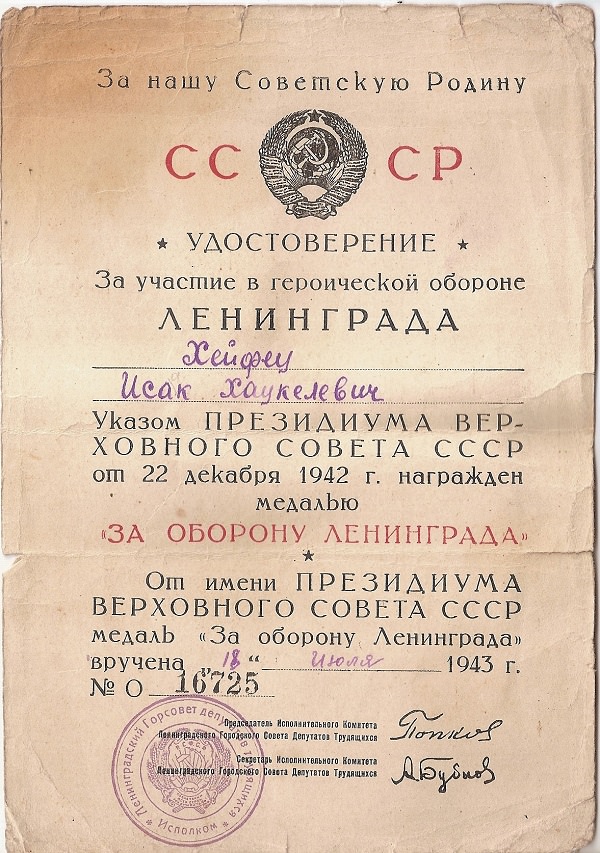 За нашу Советскую Родину
СССР
★ УДОСТОВЕРЕНИЕ ★
За участие в героической обороне
ЛЕНИНГРАДА
Хейфец
Исак Хаукелевич
Указом ПРЕЗИДИУМА ВЕР-
ХОВНОГО СОВЕТА СССР
от 22 декабря 1942 г. награжден
медалью
«ЗА ОБОРОНУ ЛЕНИНГРАДА»
★
От имени ПРЕЗИДИУМА
ВЕРХОВНОГО СОВЕТА СССР
медаль «За оборону Ленинграда»
вручена „18“ Июля 1943 г.
№ О 16725
Председатель Исполнительного Комитета
Ленинградского Городского Совета Депутатов Трудящихся
Попков
Секретарь Исполнительного Комитета
Ленинградского Городского Совета Депутатов Трудящихся
А.Бубнов
Ленинградский Горсовет депутатов трудящихся
★ Исполком ★